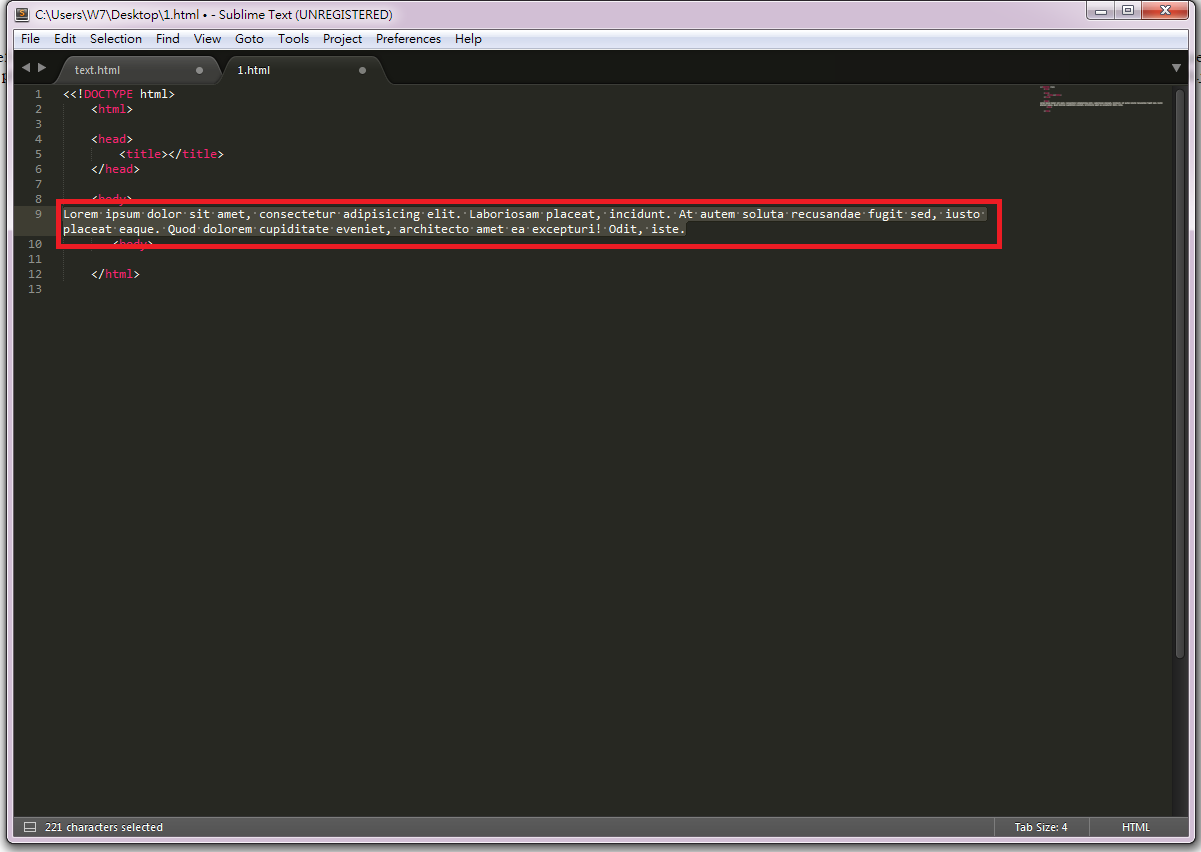 C:\Users\W7\Desktop\1.html • - Sublime Text (UNREGISTERED)
File Edit Selection Find View Goto Tools Project Preferences Help
text.html 1.html
1 <<!DOCTYPE html>
2 <html>
3
4 <head>
5 <title></title>
6 </head>
7
8 <body>
9 Lorem ipsum dolor sit amet, consectetur adipisicing elit. Laboriosam placeat, incidunt. At autem soluta recusandae fugit sed, iusto
placeat eaque. Quod dolorem cupiditate eveniet, architecto amet ea excepturi! Odit, iste.
10 <body>
11
12 </html>
13
221 characters selected Tab Size: 4 HTML